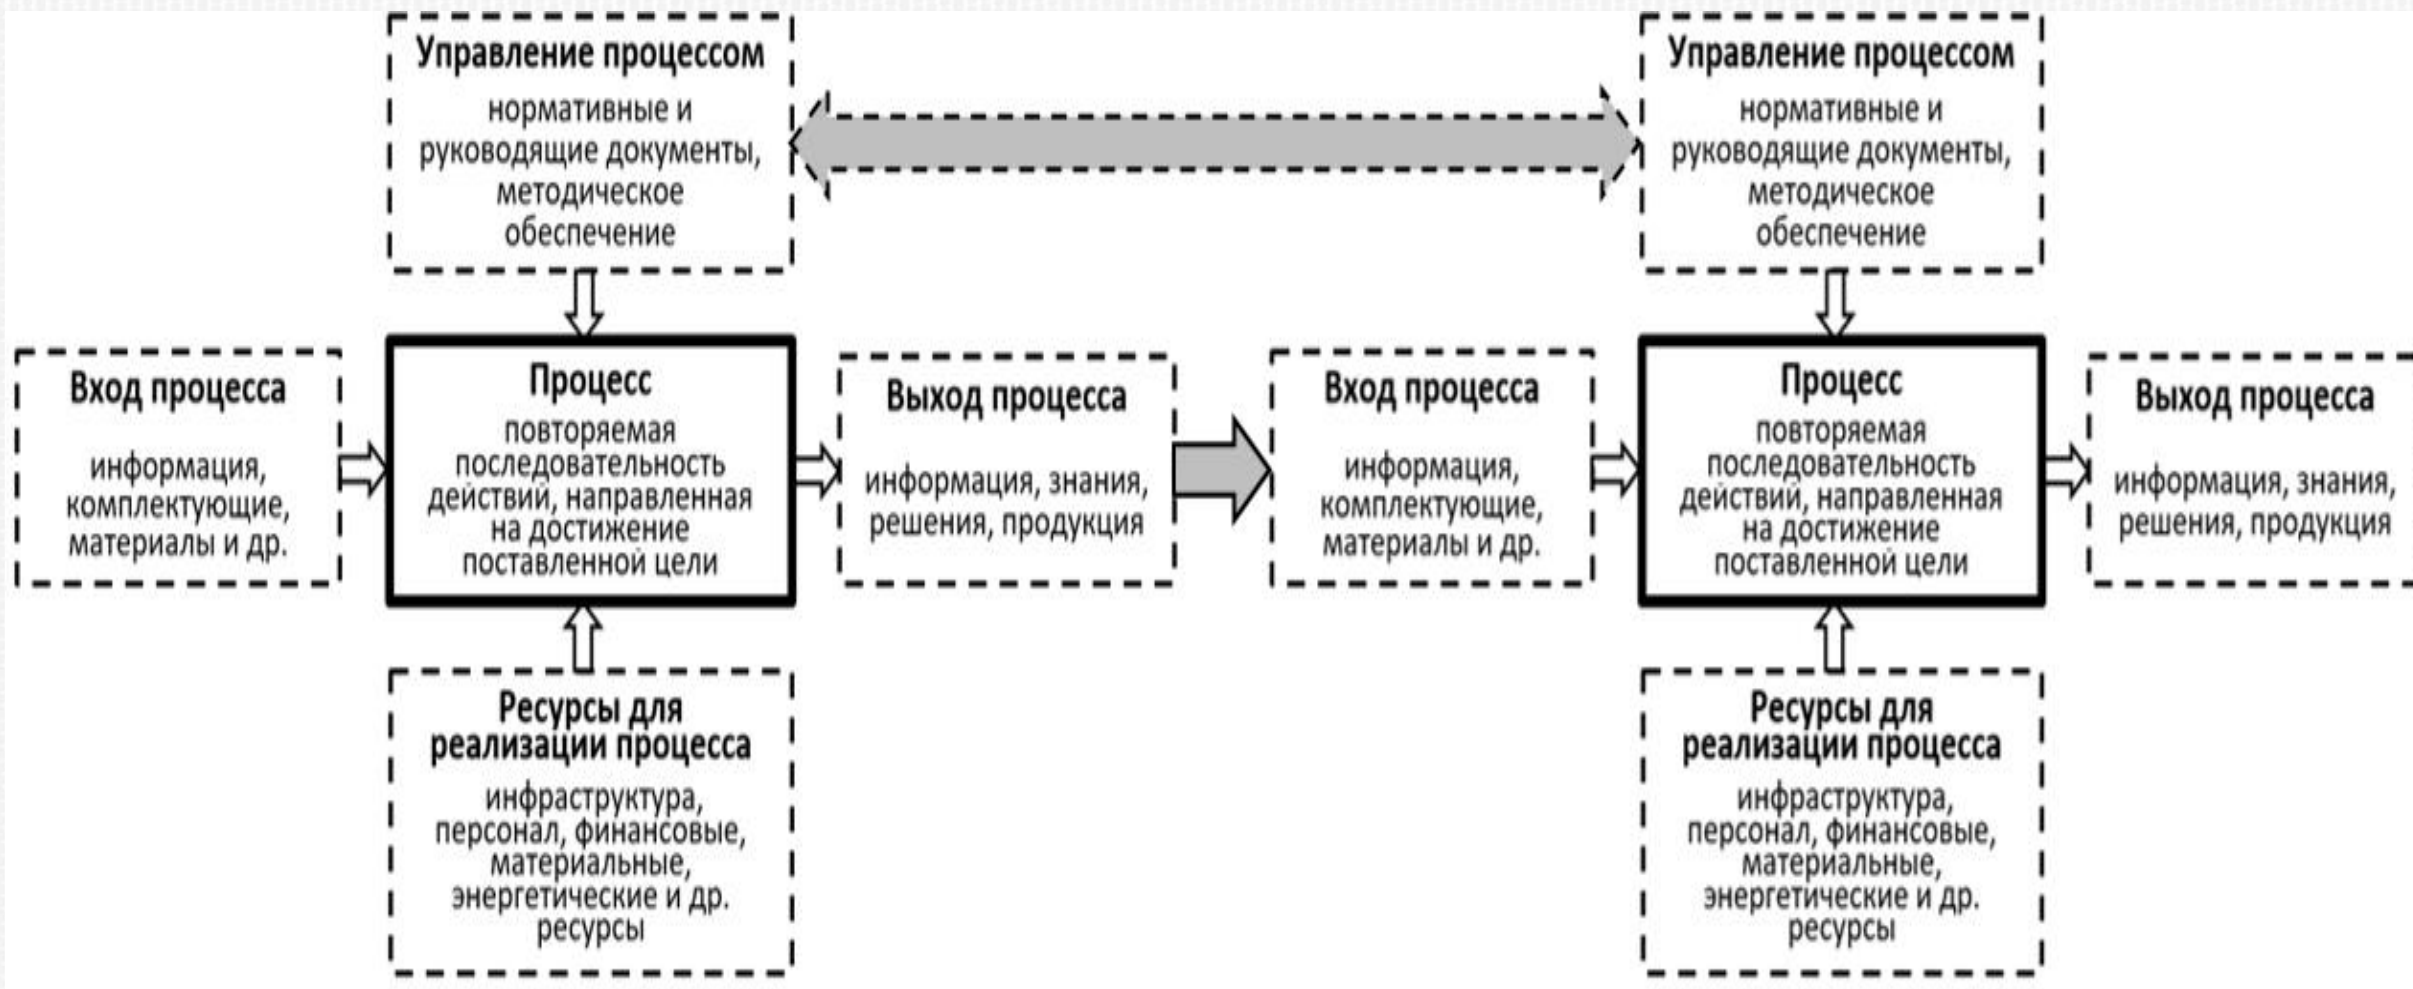 Управление процессом
нормативные и
руководящие документы,
методическое
обеспечение
Управление процессом
нормативные и
руководящие документы,
методическое
обеспечение
Вход процесса
информация,
комплектующие,
материалы и др.
Процесс
повторяемая
последовательность
действий, направленная
на достижение
поставленной цели
Выход процесса
информация, знания,
решения, продукция
Вход процесса
информация,
комплектующие,
материалы и др.
Процесс
повторяемая
последовательность
действий, направленная
на достижение
поставленной цели
Выход процесса
информация, знания,
решения, продукция
Ресурсы для
реализации процесса
инфраструктура,
персонал, финансовые,
материальные,
энергетические и др.
ресурсы
Ресурсы для
реализации процесса
инфраструктура,
персонал, финансовые,
материальные,
энергетические и др.
ресурсы